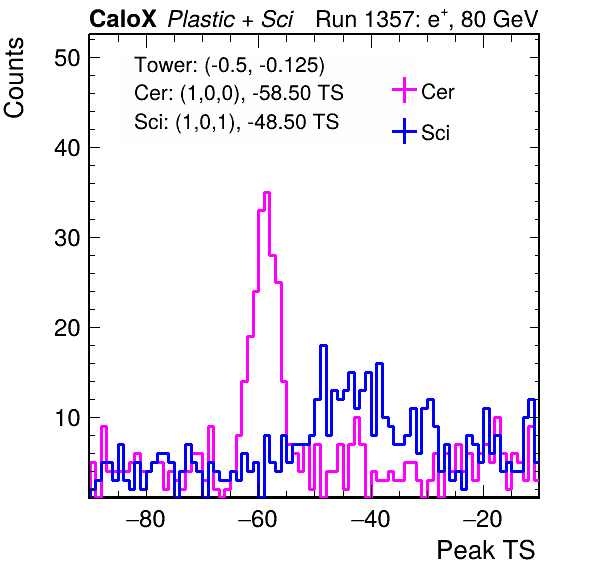 CaloX Plastic + Sci Run 1357: e+, 80 GeV
Counts
Tower: (-0.5, -0.125)
Cer: (1,0,0), -58.50 TS
Sci: (1,0,1), -48.50 TS
Cer
Sci
50
40
30
20
10
−80 −60 −40 −20
Peak TS